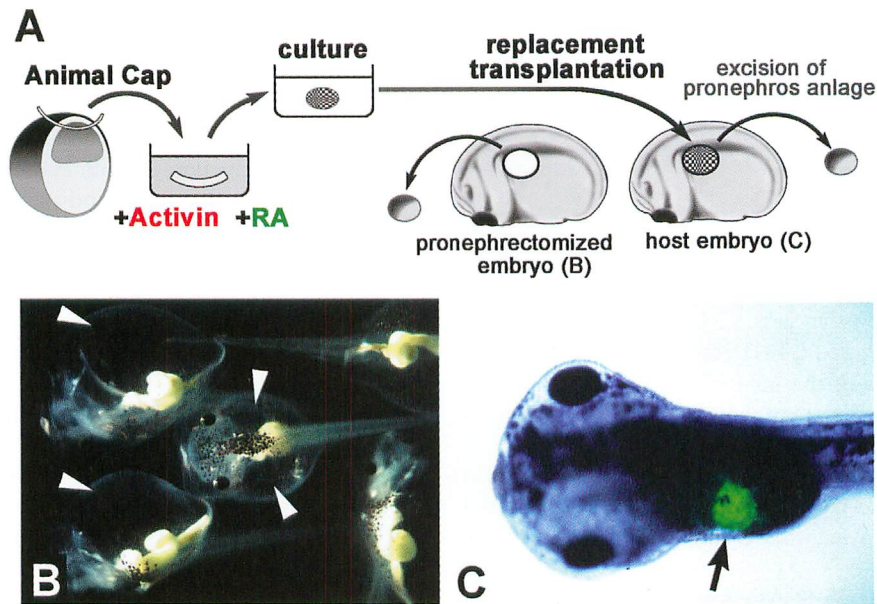 A
Animal Cap
culture
replacement
transplantation
excision of
pronephros anlage
+Activin +RA
pronephrectomized
embryo (B)
host embryo (C)
B
C